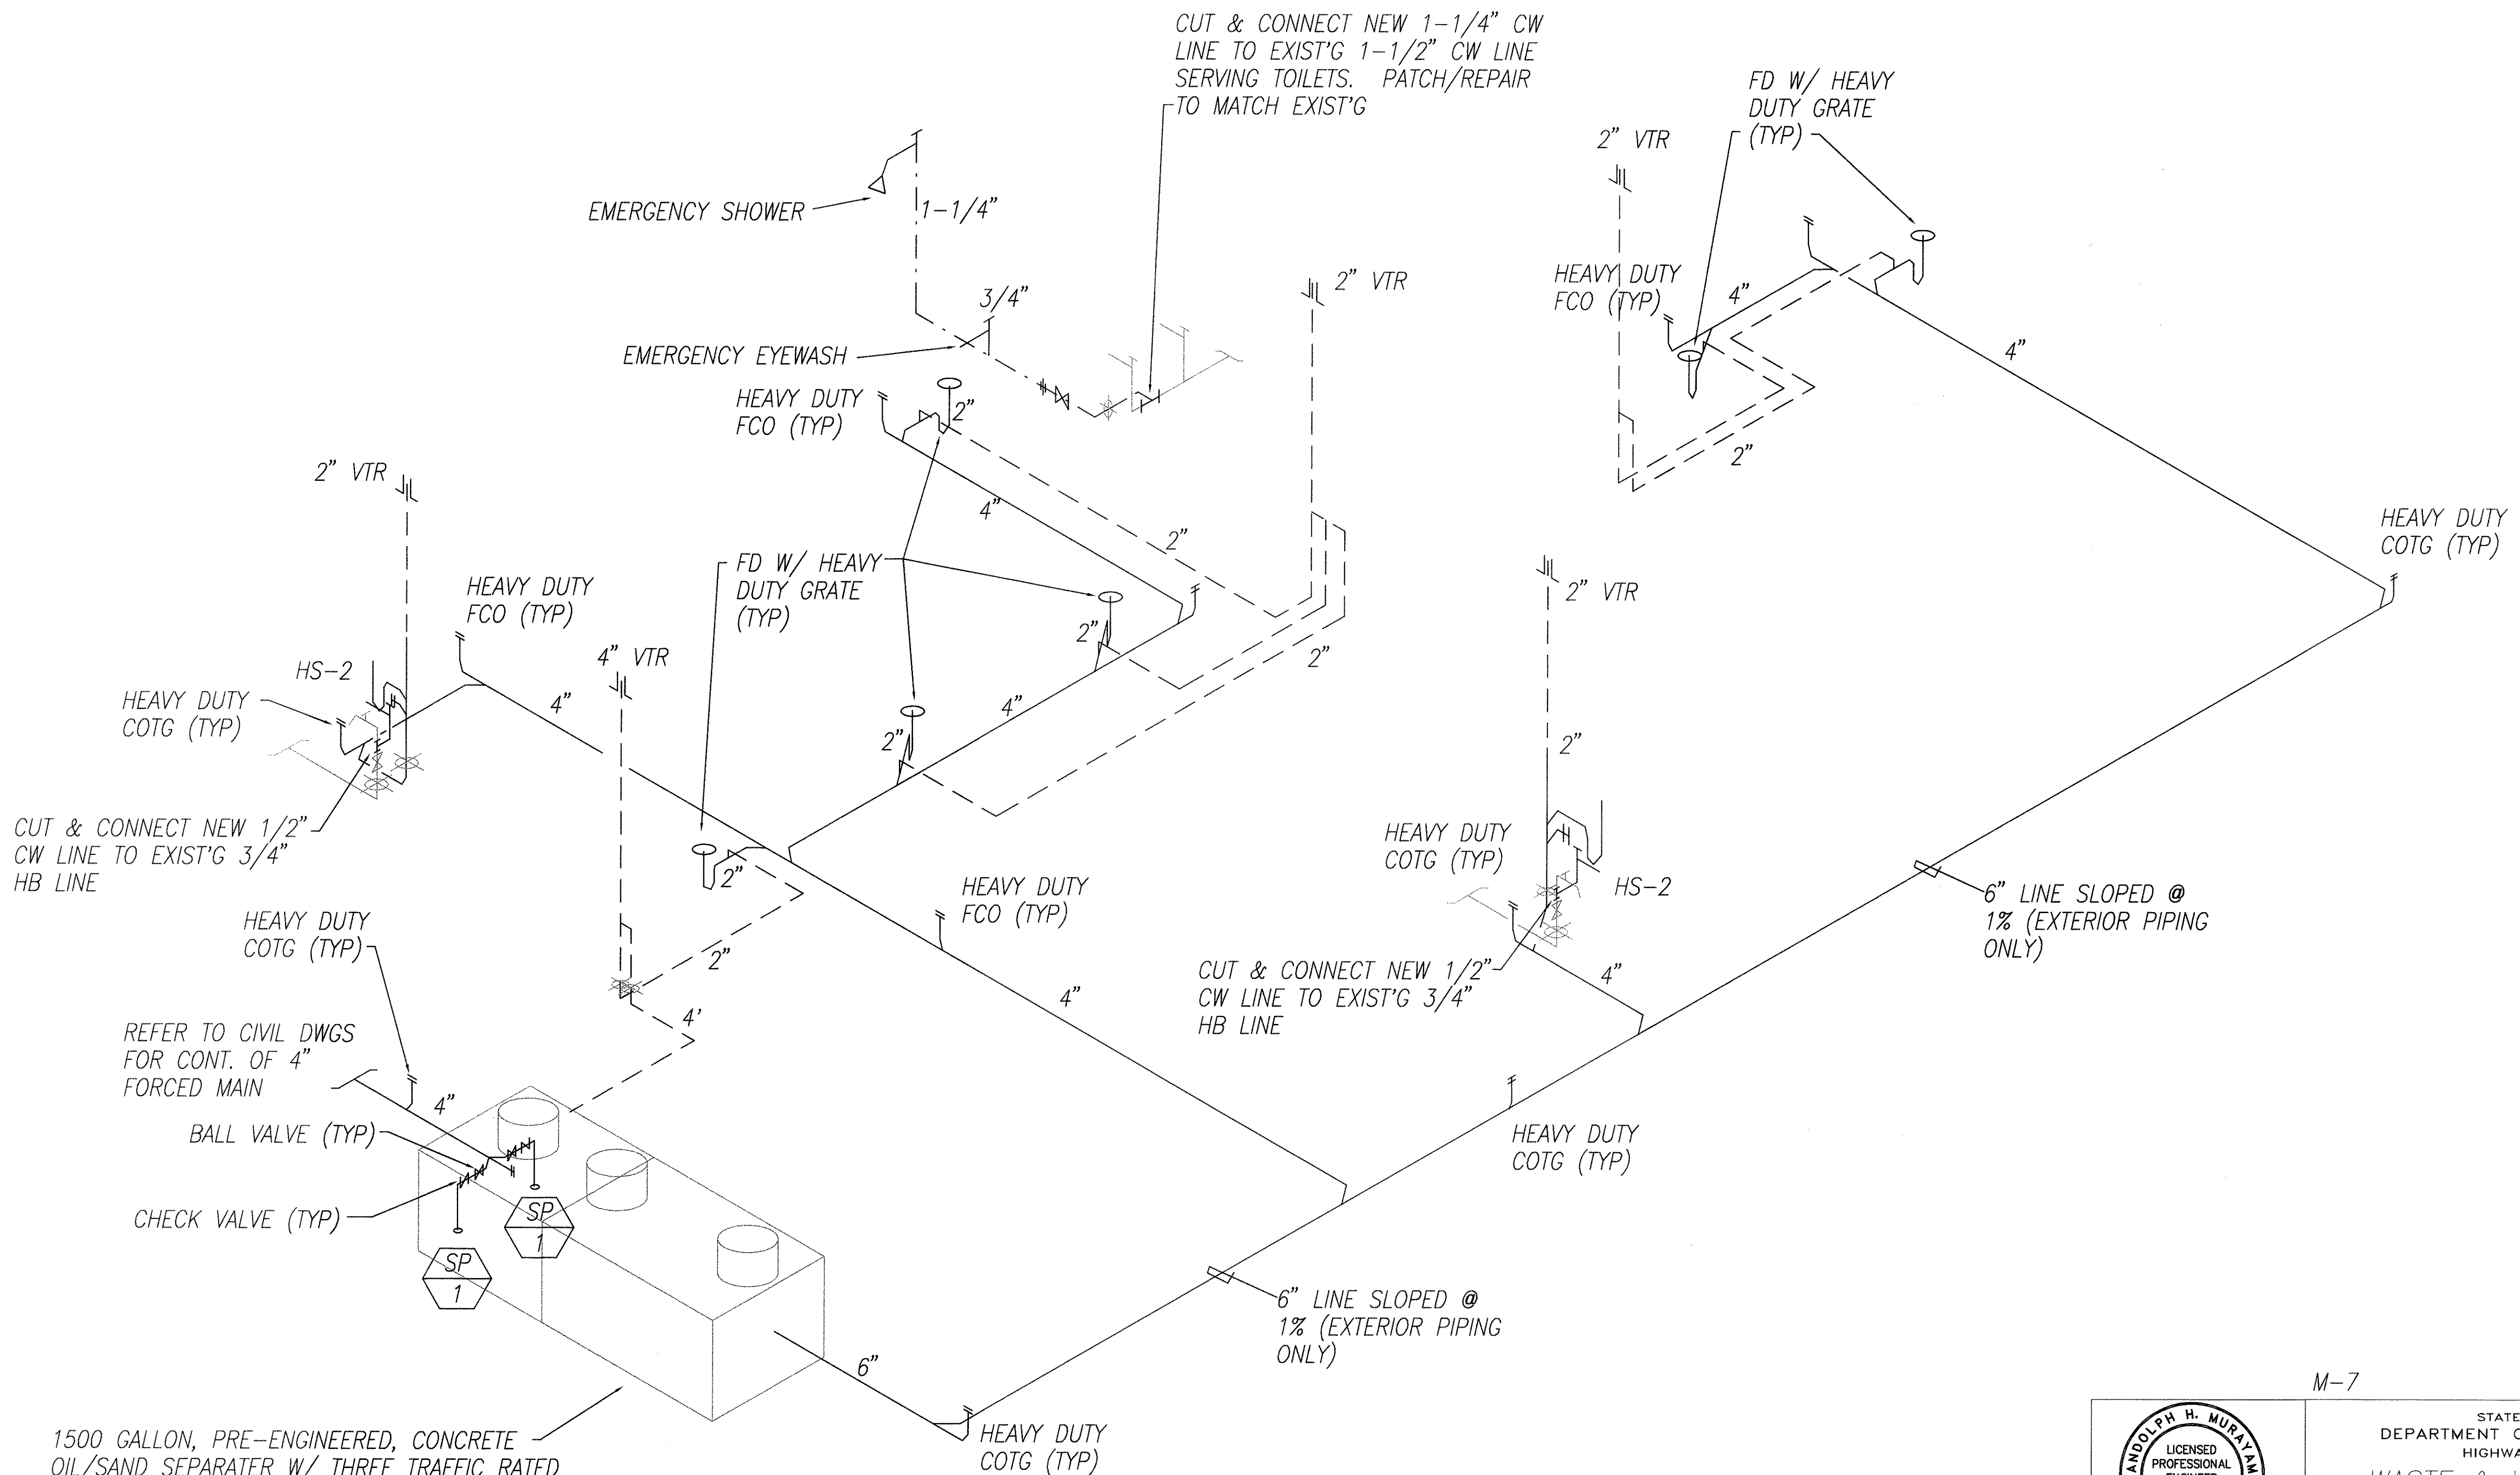 CUT & CONNECT NEW 1-1/4" CW
LINE TO EXIST'G 1-1/2" CW LINE
SERVING TOILETS. PATCH/REPAIR
TO MATCH EXIST'G
FD W/ HEAVY
DUTY GRATE
(TYP)
2" VTR
EMERGENCY SHOWER
1-1/4"
3/4"
EMERGENCY EYEWASH
2" VTR
HEAVY DUTY
FCO (TYP)
4"
4"
HEAVY DUTY
FCO (TYP)
2"
2"
4"
2"
2" VTR
HEAVY DUTY
COTG (TYP)
FD W/ HEAVY
DUTY GRATE
(TYP)
HEAVY DUTY
FCO (TYP)
2" VTR
2"
2"
4" VTR
HS-2
HEAVY DUTY
COTG (TYP)
4"
4"
2"
2"
CUT & CONNECT NEW 1/2"
CW LINE TO EXIST'G 3/4"
HB LINE
2"
HEAVY DUTY
COTG (TYP)
HS-2
HEAVY DUTY
FCO (TYP)
6" LINE SLOPED @
1% (EXTERIOR PIPING
ONLY)
HEAVY DUTY
COTG (TYP)
2"
CUT & CONNECT NEW 1/2"
CW LINE TO EXIST'G 3/4"
HB LINE
4"
4"
4'
REFER TO CIVIL DWGS
FOR CONT. OF 4"
FORCED MAIN
4"
BALL VALVE (TYP)
HEAVY DUTY
COTG (TYP)
CHECK VALVE (TYP)
SP
1
SP
1
6" LINE SLOPED @
1% (EXTERIOR PIPING
ONLY)
6"
HEAVY DUTY
COTG (TYP)
1500 GALLON, PRE-ENGINEERED, CONCRETE
OIL/SAND SEPARATER W/ THREE TRAFFIC RATED
M-7
ANDOLPH H. MURAYAM
LICENSED
PROFESSIONAL
ENGINEER
STATE
DEPARTMENT O
HIGHWA